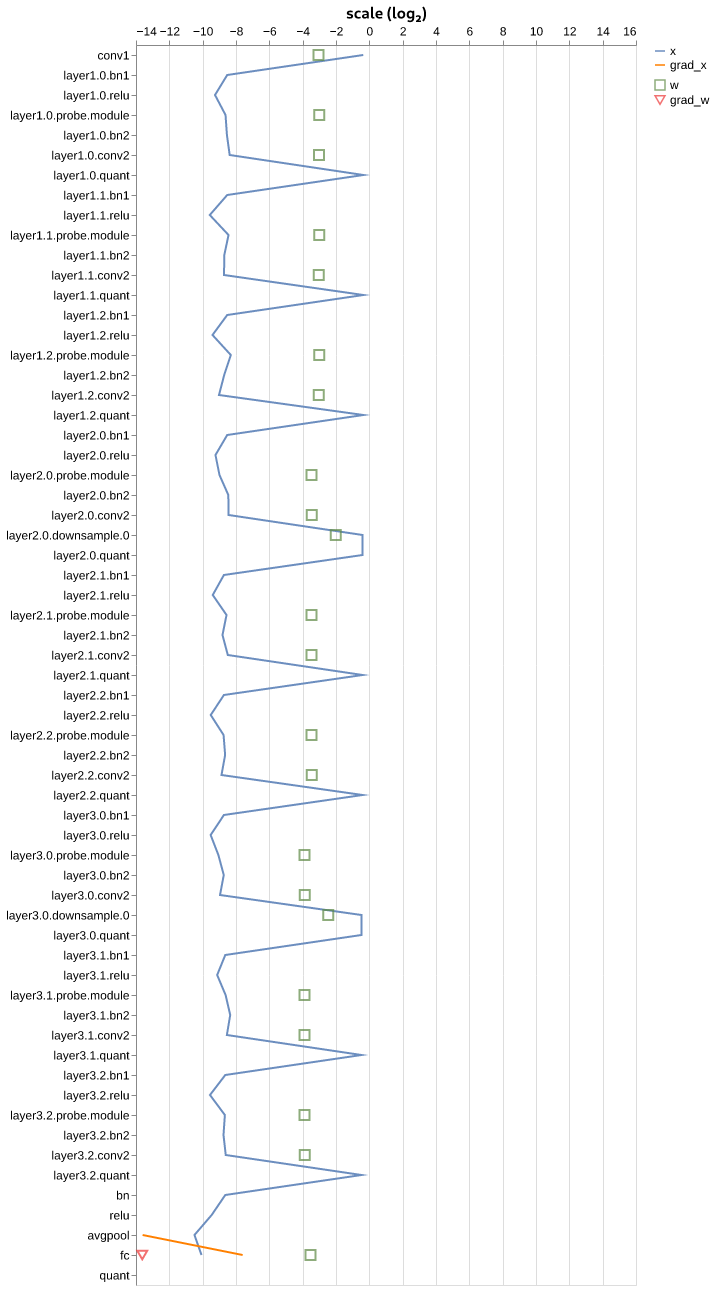 scale (log₂)
−14 −12 −10 −8 −6 −4 −2 0 2 4 6 8 10 12 14 16
x
grad_x
w
grad_w
conv1
layer1.0.bn1
layer1.0.relu
layer1.0.probe.module
layer1.0.bn2
layer1.0.conv2
layer1.0.quant
layer1.1.bn1
layer1.1.relu
layer1.1.probe.module
layer1.1.bn2
layer1.1.conv2
layer1.1.quant
layer1.2.bn1
layer1.2.relu
layer1.2.probe.module
layer1.2.bn2
layer1.2.conv2
layer1.2.quant
layer2.0.bn1
layer2.0.relu
layer2.0.probe.module
layer2.0.bn2
layer2.0.conv2
layer2.0.downsample.0
layer2.0.quant
layer2.1.bn1
layer2.1.relu
layer2.1.probe.module
layer2.1.bn2
layer2.1.conv2
layer2.1.quant
layer2.2.bn1
layer2.2.relu
layer2.2.probe.module
layer2.2.bn2
layer2.2.conv2
layer2.2.quant
layer3.0.bn1
layer3.0.relu
layer3.0.probe.module
layer3.0.bn2
layer3.0.conv2
layer3.0.downsample.0
layer3.0.quant
layer3.1.bn1
layer3.1.relu
layer3.1.probe.module
layer3.1.bn2
layer3.1.conv2
layer3.1.quant
layer3.2.bn1
layer3.2.relu
layer3.2.probe.module
layer3.2.bn2
layer3.2.conv2
layer3.2.quant
bn
relu
avgpool
fc
quant